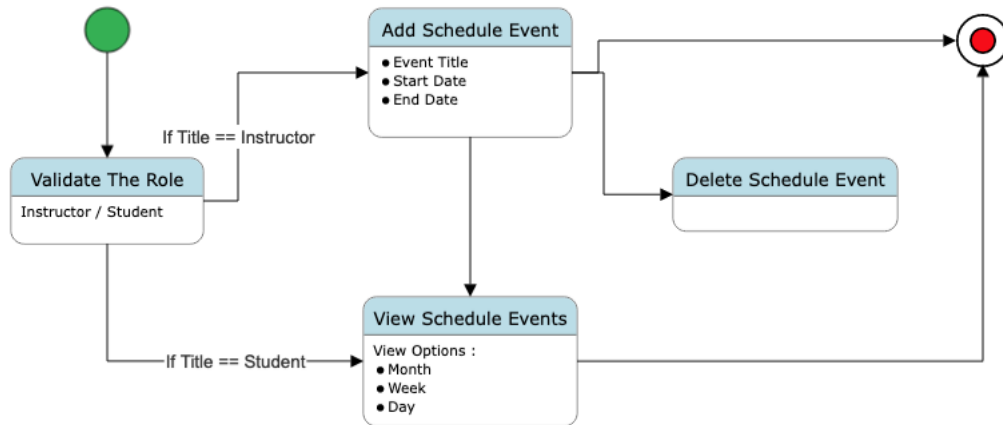 Add Schedule Event
● Event Title
● Start Date
● End Date
If Title == Instructor
Validate The Role
Instructor / Student
Delete Schedule Event
View Schedule Events
View Options :
● Month
● Week
● Day
If Title == Student